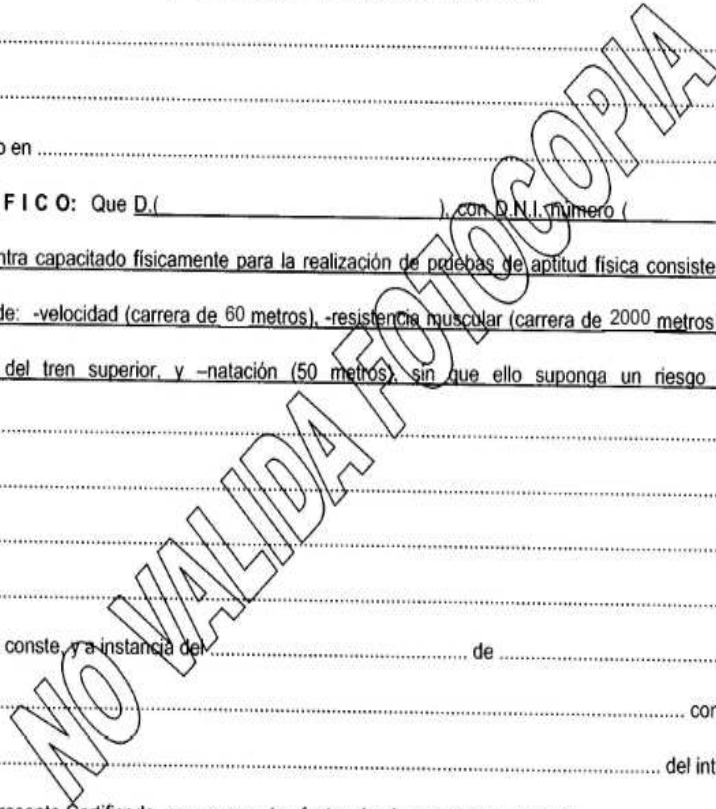 o en
F I C O: Que D.( ), con D.N.I. número (
ntra capacitado físicamente para la realización de pruebas de aptitud física consiste
de: -velocidad (carrera de 60 metros), -resistencia muscular (carrera de 2000 metros
del tren superior, y –natación (50 metros), sin que ello suponga un riesgo
conste, y a instancia del de
con
del int
Certificado
NO VALIDA FOTOCOPIA